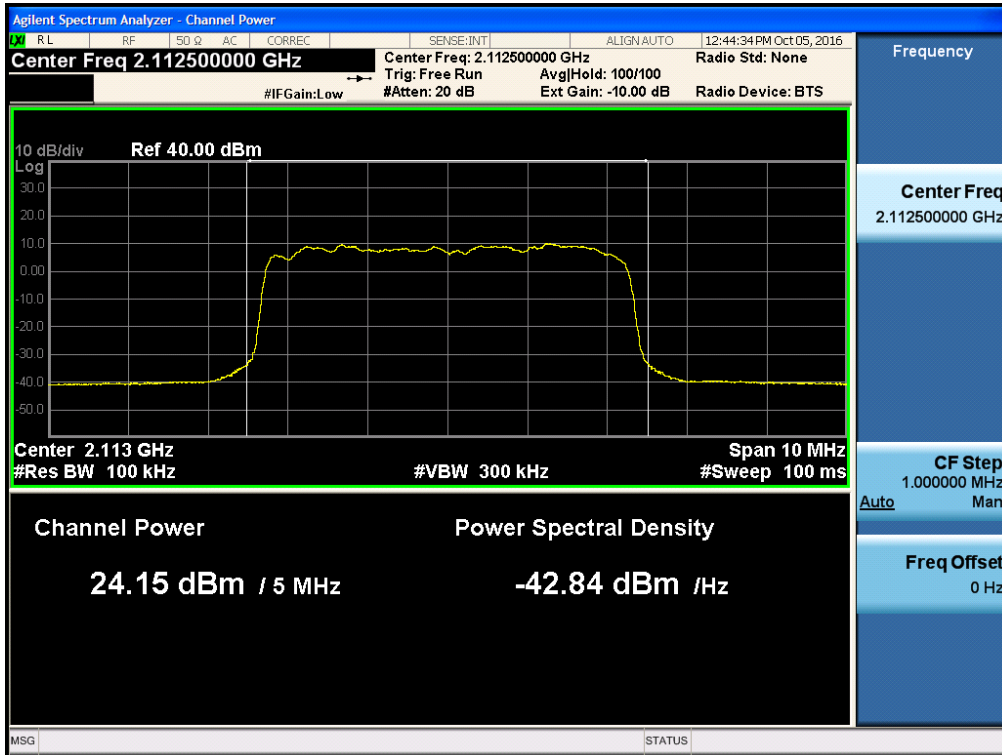 Agilent Spectrum Analyzer - Channel Power
LXI RL RF 50 Ω AC CORREC SENSE:INT ALIGN AUTO 12:44:34 PM Oct 05, 2016
Center Freq 2.112500000 GHz
Center Freq: 2.112500000 GHz Radio Std: None
Trig: Free Run Avg|Hold: 100/100
#IFGain:Low #Atten: 20 dB Ext Gain: -10.00 dB Radio Device: BTS
10 dB/div Ref 40.00 dBm
Log
30.0
20.0
10.0
0.00
-10.0
-20.0
-30.0
-40.0
-50.0
Center 2.113 GHz Span 10 MHz
#Res BW 100 kHz #VBW 300 kHz #Sweep 100 ms
Channel Power Power Spectral Density
24.15 dBm / 5 MHz -42.84 dBm /Hz
Frequency
Center Freq
2.112500000 GHz
CF Step
1.000000 MHz
Auto Man
Freq Offset
0 Hz
MSG STATUS